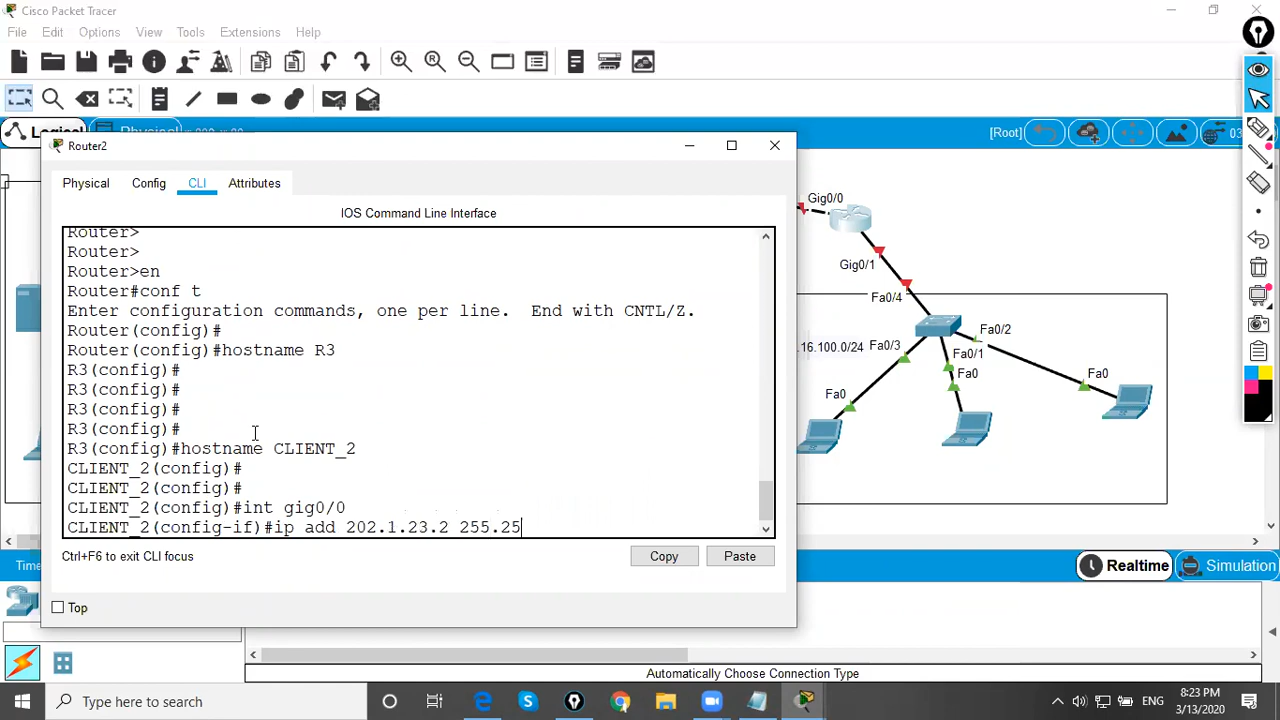 Cisco Packet Tracer
File Edit Options View Tools Extensions Help
Logical
[Root]
Router2
Physical Config CLI Attributes
IOS Command Line Interface
Router>
Router>
Router>en
Router#conf t
Enter configuration commands, one per line. End with CNTL/Z.
Router(config)#
Router(config)#hostname R3
R3(config)#
R3(config)#
R3(config)#
R3(config)#
R3(config)#hostname CLIENT_2
CLIENT_2(config)#
CLIENT_2(config)#
CLIENT_2(config)#int gig0/0
CLIENT_2(config-if)#ip add 202.1.23.2 255.25
Ctrl+F6 to exit CLI focus
Copy Paste
Top
Gig0/0
Gig0/1
Fa0/4
Fa0/2
.16.100.0/24 Fa0/3
Fa0/1
Fa0
Fa0
Fa0
Time
Realtime Simulation
Automatically Choose Connection Type
Type here to search
ENG
8:23 PM
3/13/2020